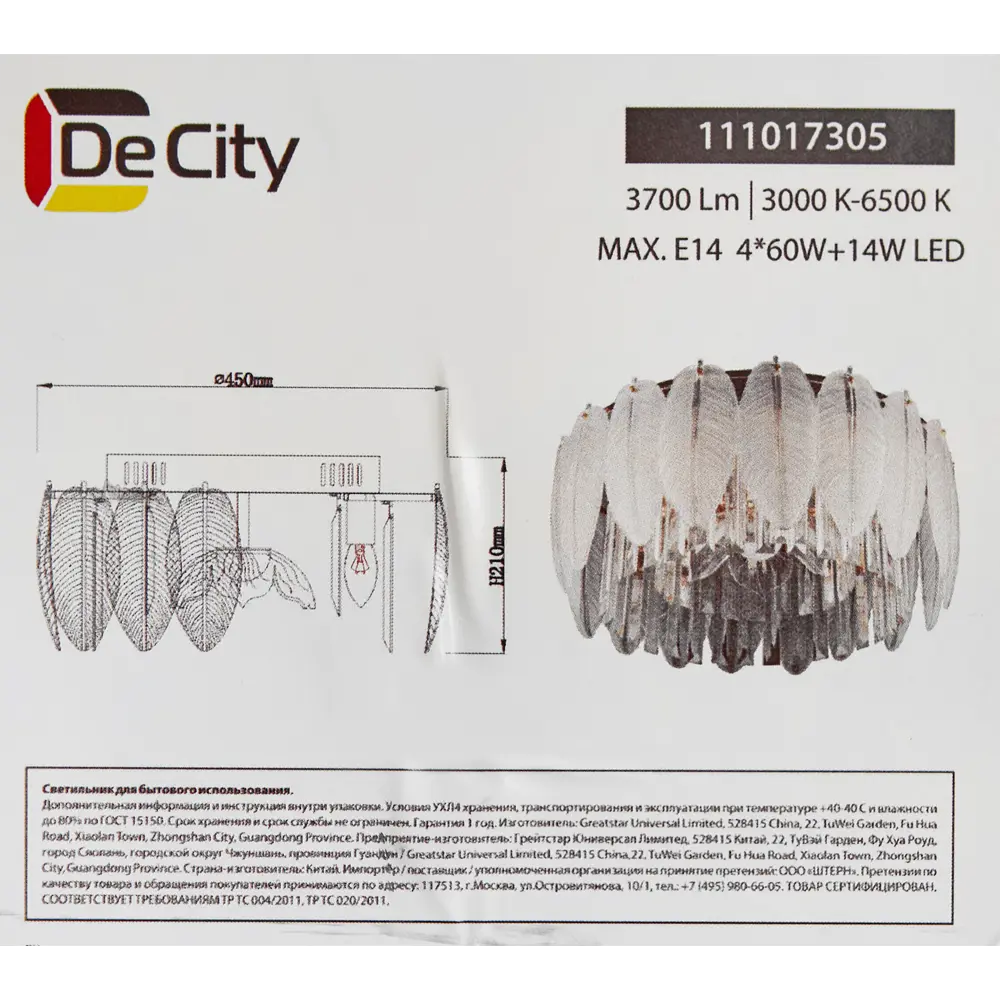 De City
111017305
3700 Lm | 3000 K-6500 K
MAX. E14 4*60W+14W LED
⌀450mm
H210mm
Светильник для бытового использования.
Дополнительная информация и инструкция внутри упаковки. Условия УХЛ4 хранения, транспортирования и эксплуатации при температуре +40-40 С и влажности
до 80% по ГОСТ 15150. Срок хранения и срок службы не ограничен. Гарантия 1 год. Изготовитель: Greatstar Universal Limited, 528415 China, 22, TuWei Garden, Fu Hua
Road, Xiaolan Town, Zhongshan City, Guangdong Province. Предприятие-изготовитель: Грейтстар Юниверсал Лимитед, 528415 Китай, 22, ТуВэй Гарден, Фу Хуа Роуд,
город Сяолань, городской округ Чжуншань, провинция Гуандун / Greatstar Universal Limited, 528415 China, 22, TuWei Garden, Fu Hua Road, Xiaolan Town, Zhongshan
City, Guangdong Province. Страна-изготовитель: Китай. Импортёр / поставщик / уполномоченная организация на принятие претензий: ООО «ШТЕРН». Претензии по
качеству товара и обращения покупателей принимаются по адресу: 117513, г.Москва, ул.Островитянова, 10/1, тел.: +7 (495) 980-66-05. ТОВАР СЕРТИФИЦИРОВАН.
СООТВЕТСТВУЕТ ТРЕБОВАНИЯМ ТР ТС 004/2011, ТР ТС 020/2011.